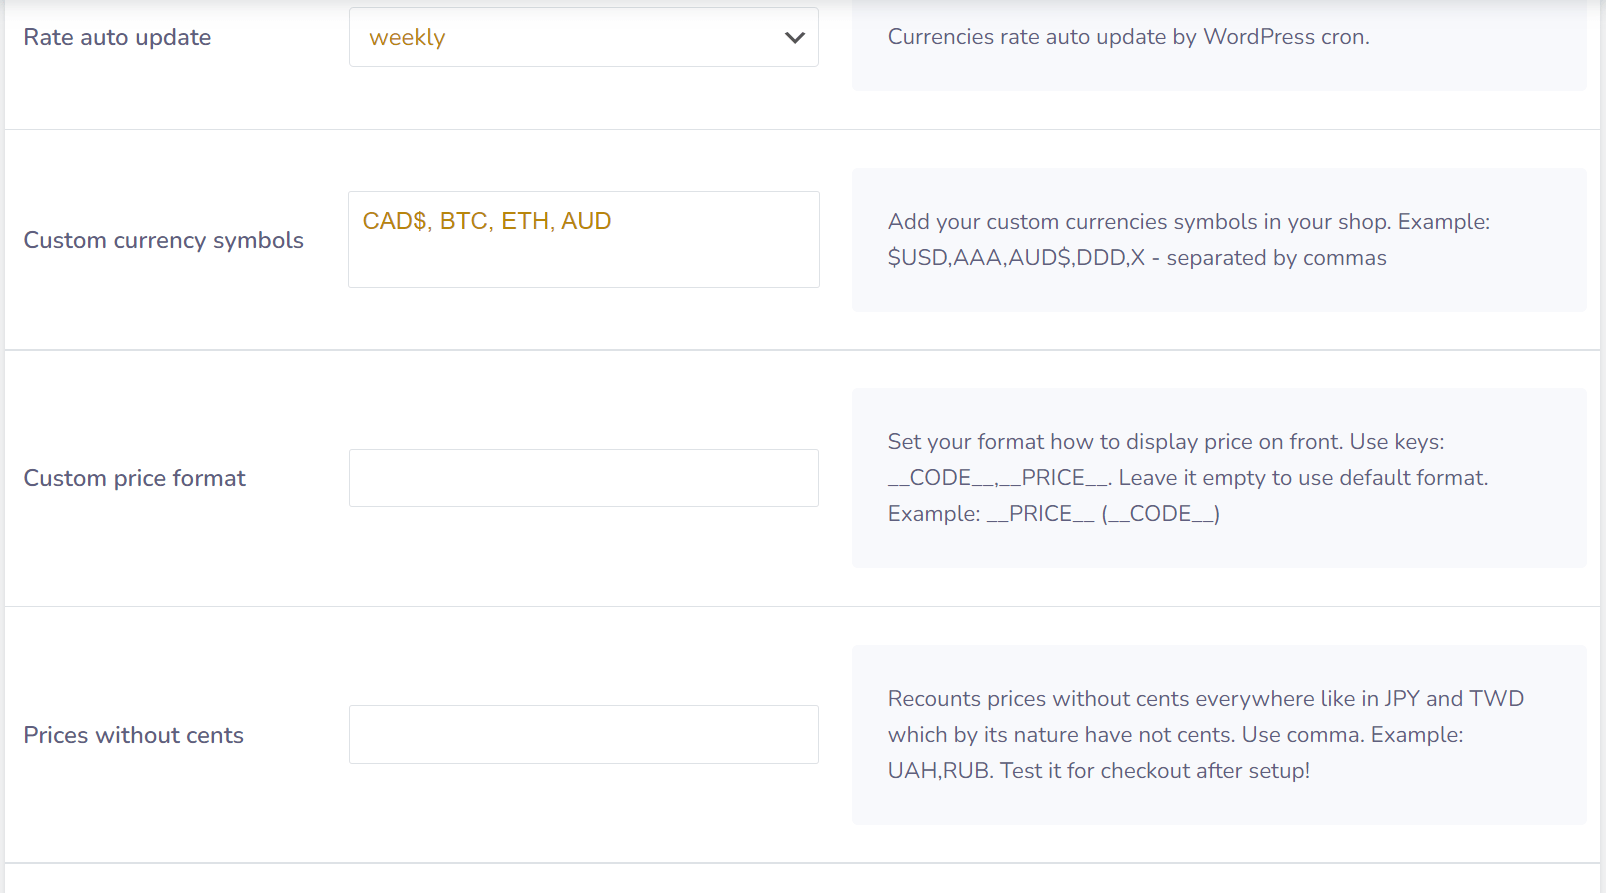 Rate auto update
weekly
Currencies rate auto update by WordPress cron.
Custom currency symbols
CAD$, BTC, ETH, AUD
Add your custom currencies symbols in your shop. Example:
$USD,AAA,AUD$,DDD,X - separated by commas
Custom price format
Set your format how to display price on front. Use keys:
__CODE__,__PRICE__. Leave it empty to use default format.
Example: __PRICE__ (__CODE__)
Prices without cents
Recounts prices without cents everywhere like in JPY and TWD
which by its nature have not cents. Use comma. Example:
UAH,RUB. Test it for checkout after setup!